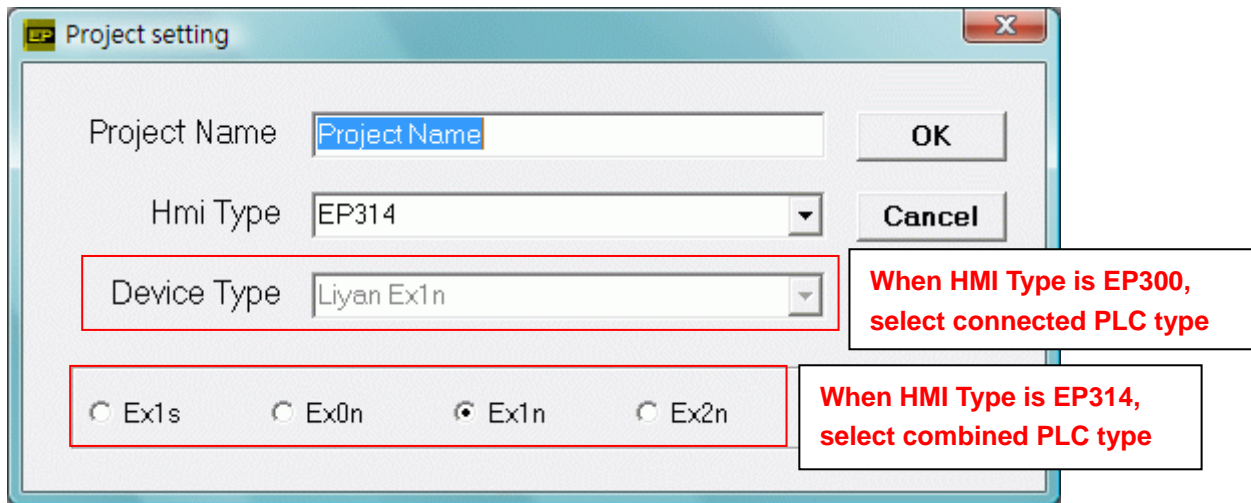 EP Project setting
Project Name Project Name OK
Hmi Type EP314 Cancel
Device Type Liyan Ex1n
When HMI Type is EP300,
select connected PLC type
Ex1s Ex0n Ex1n Ex2n
When HMI Type is EP314,
select combined PLC type